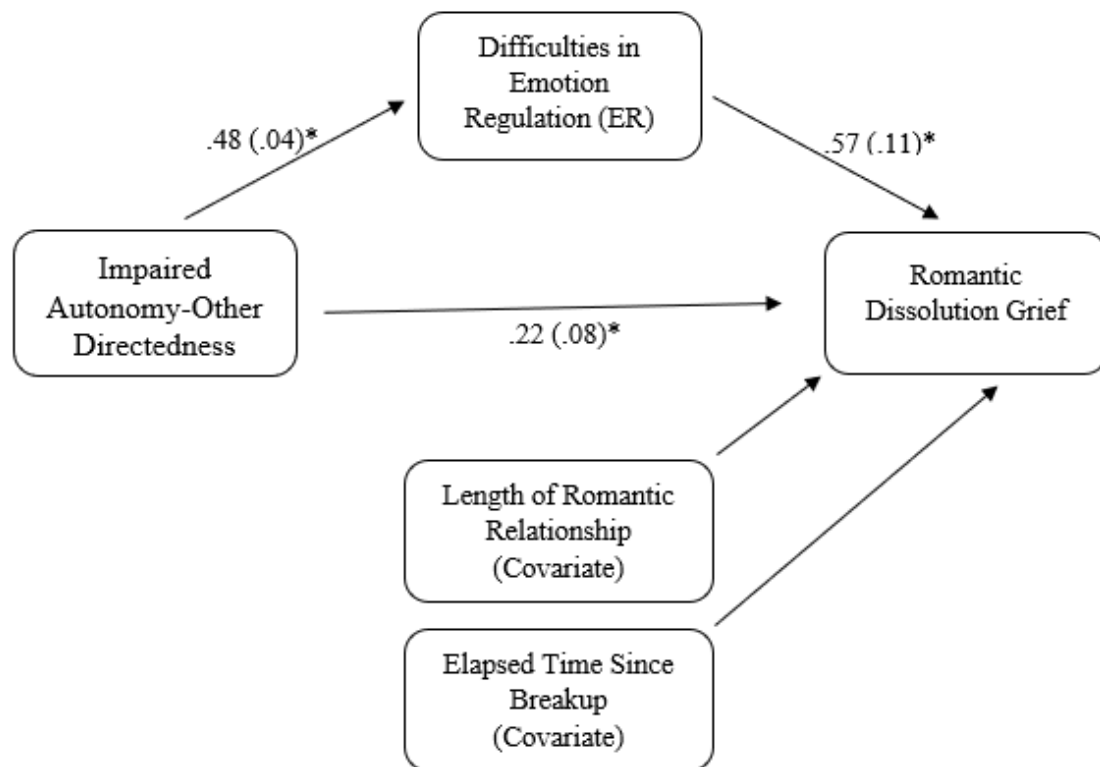 Difficulties in
Emotion
Regulation (ER)
.48 (.04)*
.57 (.11)*
Impaired
Autonomy-Other
Directedness
Romantic
Dissolution Grief
.22 (.08)*
Length of Romantic
Relationship
(Covariate)
Elapsed Time Since
Breakup
(Covariate)